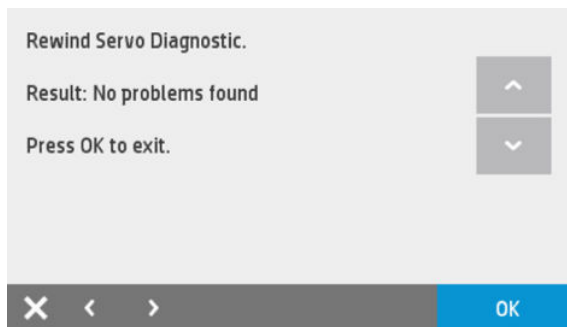 Rewind Servo Diagnostic.
Result: No problems found
Press OK to exit.
OK